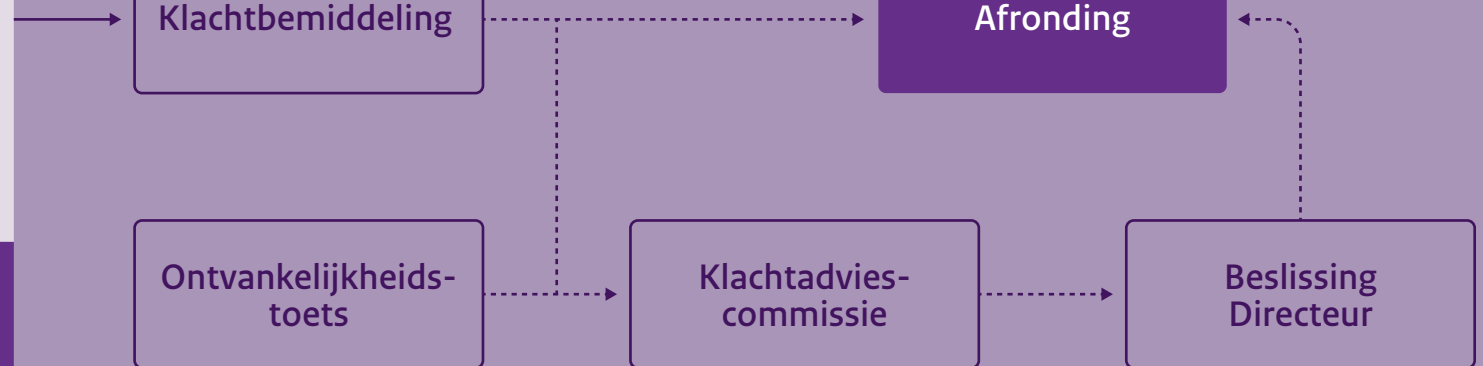 Klachtbemiddeling
Afronding
Ontvankelijkheids-
toets
Klachtadvies-
commissie
Beslissing
Directeur